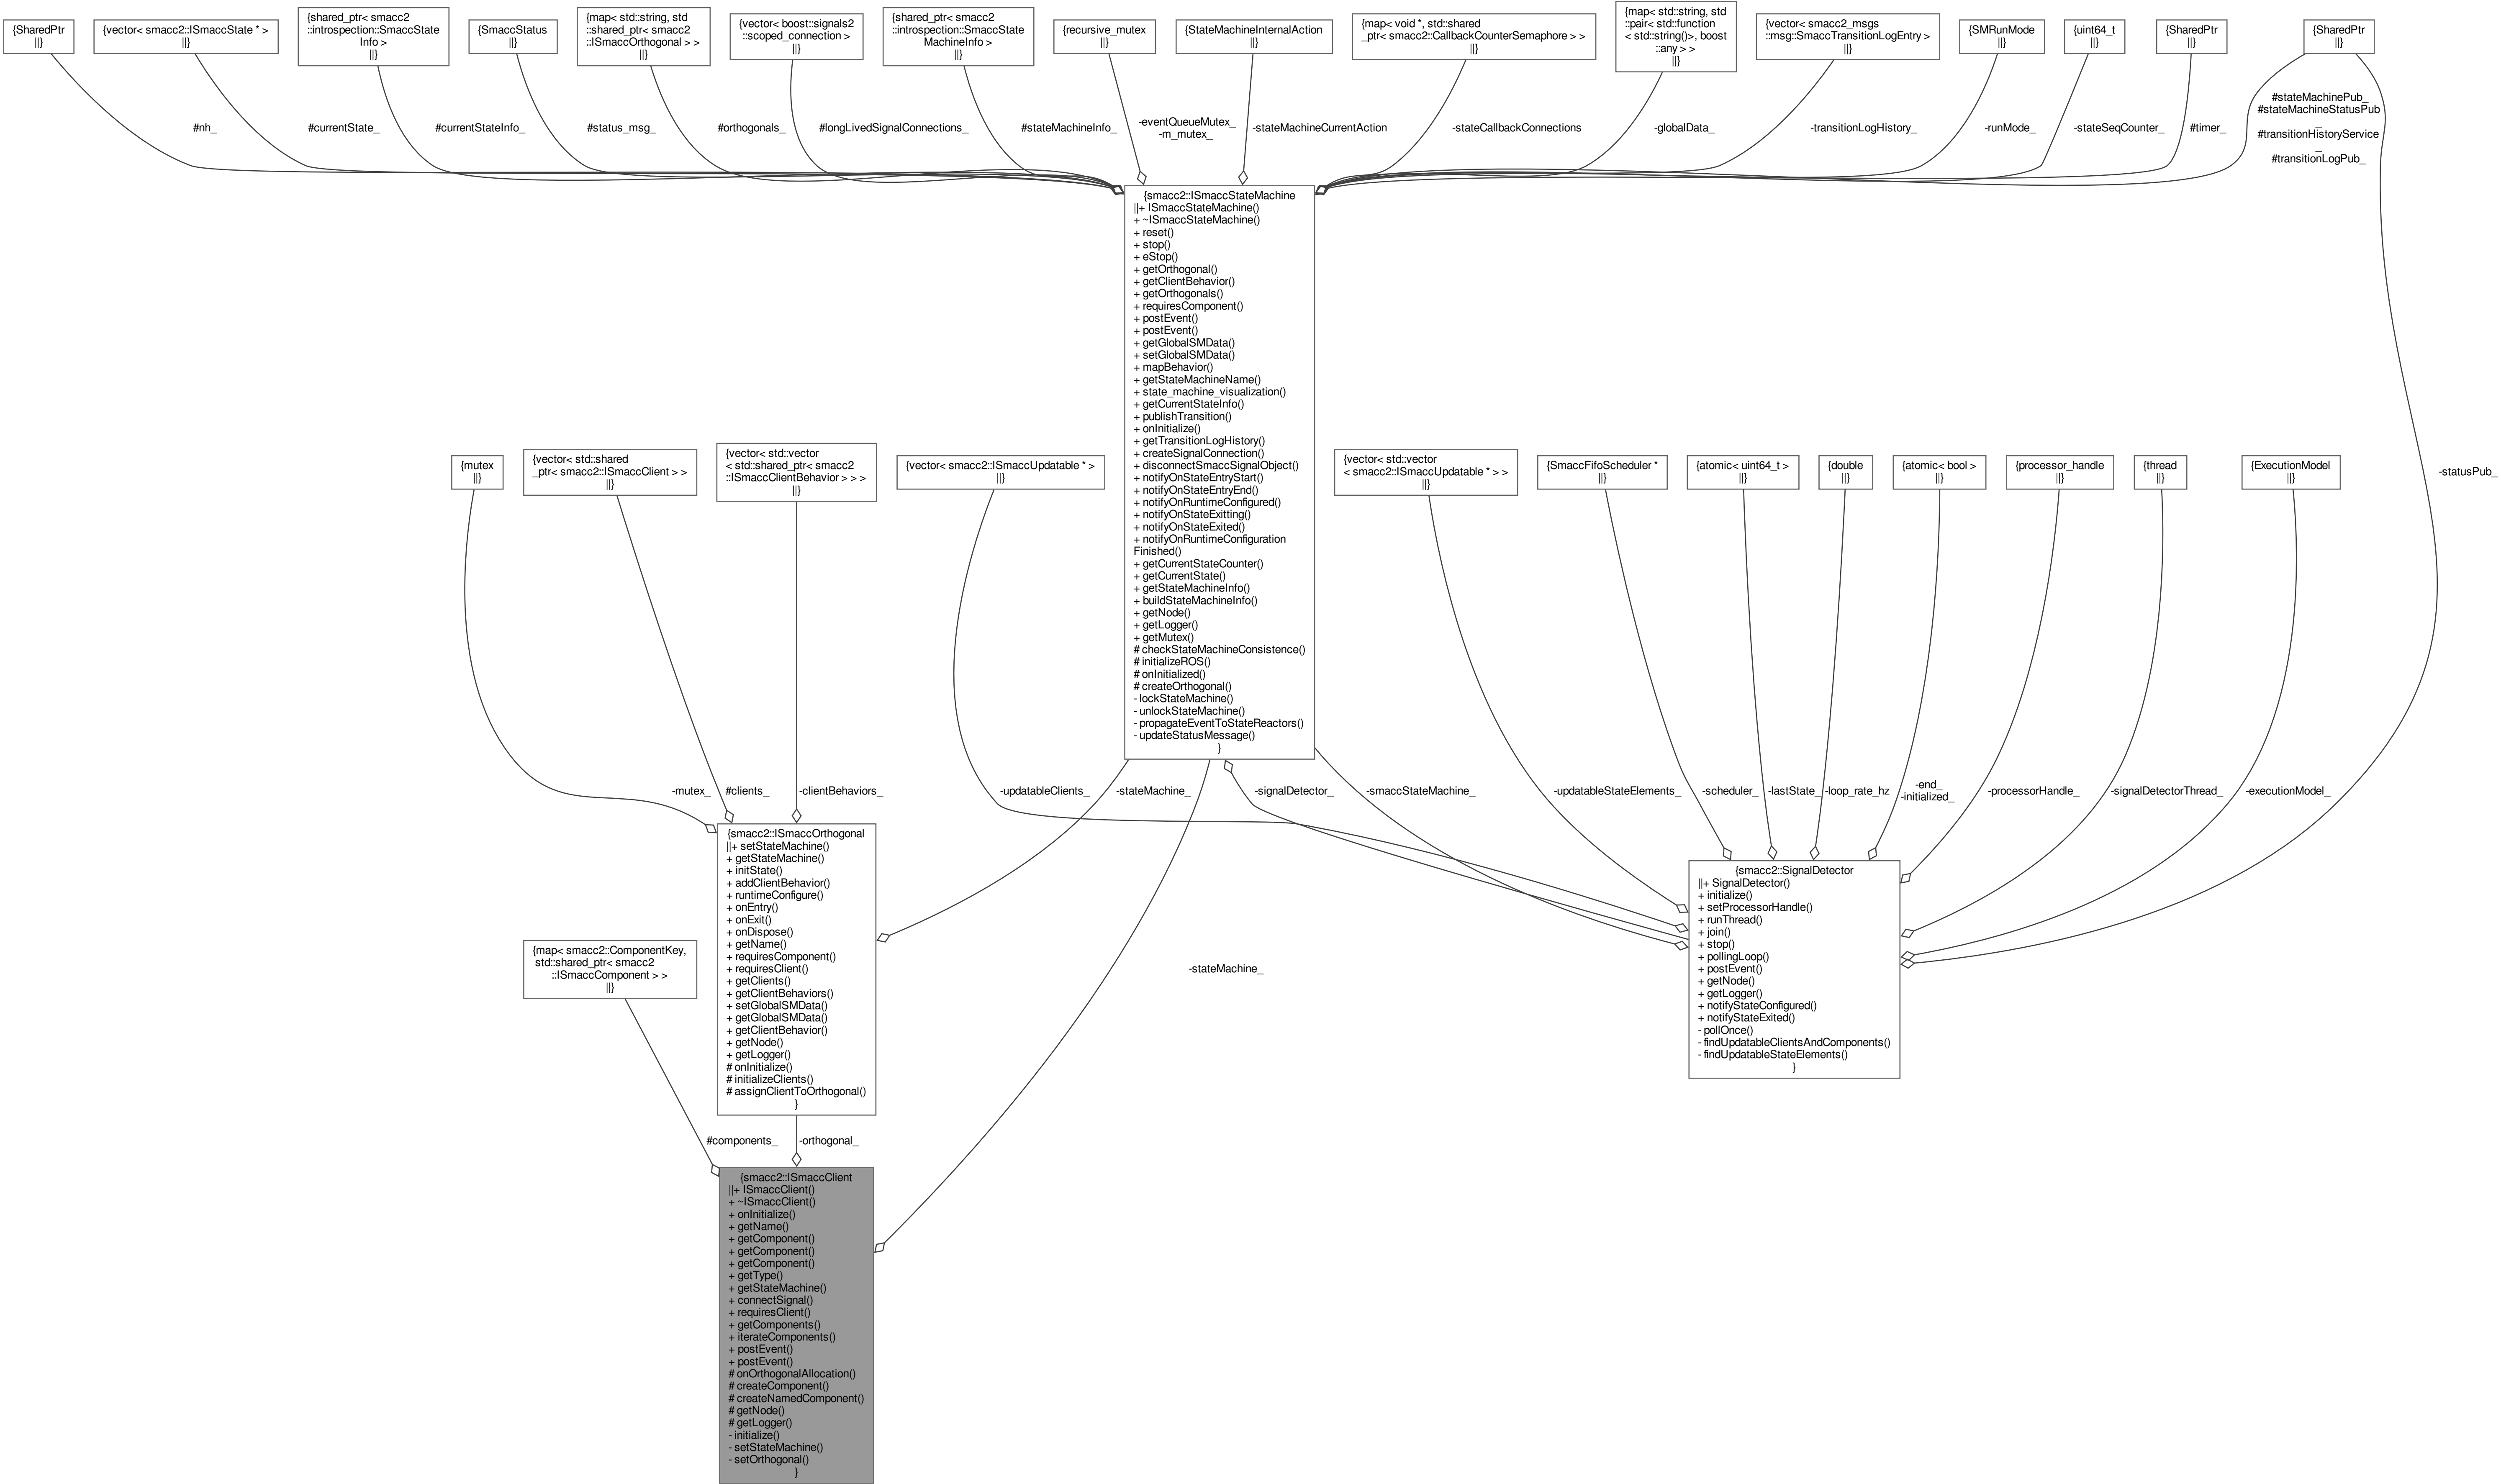 {SharedPtr
||}
{vector< smacc2::ISmaccState * >
||}
{shared_ptr< smacc2
::introspection::SmaccState
Info >
||}
{SmaccStatus
||}
{map< std::string, std
::shared_ptr< smacc2
::ISmaccOrthogonal > >
||}
{vector< boost::signals2
::scoped_connection >
||}
{shared_ptr< smacc2
::introspection::SmaccState
MachineInfo >
||}
{recursive_mutex
||}
{StateMachineInternalAction
||}
{map< void *, std::shared
_ptr< smacc2::CallbackCounterSemaphore > >
||}
{map< std::string, std
::pair< std::function
< std::string()>, boost
::any > >
||}
{vector< smacc2_msgs
::msg::SmaccTransitionLogEntry >
||}
{SMRunMode
||}
{uint64_t
||}
{SharedPtr
||}
{SharedPtr
||}
#nh_
#currentState_
#currentStateInfo_
#status_msg_
#orthogonals_
#longLivedSignalConnections_
#stateMachineInfo_
-eventQueueMutex_
-m_mutex_
-stateMachineCurrentAction
-stateCallbackConnections
-globalData_
-transitionLogHistory_
-runMode_
-stateSeqCounter_
#timer_
#stateMachinePub_
#stateMachineStatusPub
_
#transitionHistoryService
_
#transitionLogPub_
{smacc2::ISmaccStateMachine
||+ ISmaccStateMachine()
+ ~ISmaccStateMachine()
+ reset()
+ stop()
+ eStop()
+ getOrthogonal()
+ getClientBehavior()
+ getOrthogonals()
+ requiresComponent()
+ postEvent()
+ postEvent()
+ getGlobalSMData()
+ setGlobalSMData()
+ mapBehavior()
+ getStateMachineName()
+ state_machine_visualization()
+ getCurrentStateInfo()
+ publishTransition()
+ onInitialize()
+ getTransitionLogHistory()
+ createSignalConnection()
+ disconnectSmaccSignalObject()
+ notifyOnStateEntryStart()
+ notifyOnStateEntryEnd()
+ notifyOnRuntimeConfigured()
+ notifyOnStateExitting()
+ notifyOnStateExited()
+ notifyOnRuntimeConfiguration
Finished()
+ getCurrentStateCounter()
+ getCurrentState()
+ getStateMachineInfo()
+ buildStateMachineInfo()
+ getNode()
+ getLogger()
+ getMutex()
# checkStateMachineConsistence()
# initializeROS()
# onInitialized()
# createOrthogonal()
- lockStateMachine()
- unlockStateMachine()
- propagateEventToStateReactors()
- updateStatusMessage()
}
{mutex
||}
{vector< std::shared
_ptr< smacc2::ISmaccClient > >
||}
{vector< std::vector
< std::shared_ptr< smacc2
::ISmaccClientBehavior > > >
||}
{vector< smacc2::ISmaccUpdatable * >
||}
{vector< std::vector
< smacc2::ISmaccUpdatable * > >
||}
{SmaccFifoScheduler *
||}
{atomic< uint64_t >
||}
{double
||}
{atomic< bool >
||}
{processor_handle
||}
{thread
||}
{ExecutionModel
||}
-statusPub_
-mutex_
#clients_
-clientBehaviors_
-updatableClients_
-stateMachine_
-signalDetector_
-smaccStateMachine_
-updatableStateElements_
-scheduler_
-lastState_
-loop_rate_hz
-end_
-initialized_
-processorHandle_
-signalDetectorThread_
-executionModel_
{smacc2::ISmaccOrthogonal
||+ setStateMachine()
+ getStateMachine()
+ initState()
+ addClientBehavior()
+ runtimeConfigure()
+ onEntry()
+ onExit()
+ onDispose()
+ getName()
+ requiresComponent()
+ requiresClient()
+ getClients()
+ getClientBehaviors()
+ setGlobalSMData()
+ getGlobalSMData()
+ getClientBehavior()
+ getNode()
+ getLogger()
# onInitialize()
# initializeClients()
# assignClientToOrthogonal()
}
{smacc2::SignalDetector
||+ SignalDetector()
+ initialize()
+ setProcessorHandle()
+ runThread()
+ join()
+ stop()
+ pollingLoop()
+ postEvent()
+ getNode()
+ getLogger()
+ notifyStateConfigured()
+ notifyStateExited()
- pollOnce()
- findUpdatableClientsAndComponents()
- findUpdatableStateElements()
}
{map< smacc2::ComponentKey,
std::shared_ptr< smacc2
::ISmaccComponent > >
||}
-stateMachine_
#components_
-orthogonal_
{smacc2::ISmaccClient
||+ ISmaccClient()
+ ~ISmaccClient()
+ onInitialize()
+ getName()
+ getComponent()
+ getComponent()
+ getComponent()
+ getType()
+ getStateMachine()
+ connectSignal()
+ requiresClient()
+ getComponents()
+ iterateComponents()
+ postEvent()
+ postEvent()
# onOrthogonalAllocation()
# createComponent()
# createNamedComponent()
# getNode()
# getLogger()
- initialize()
- setStateMachine()
- setOrthogonal()
}